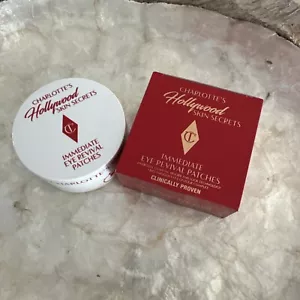 CHARLOTTE'S
Hollywood
SKIN SECRETS
CT
IMMEDIATE
EYE REVIVAL
PATCHES
CHARLOTTE'S
Hollywood
SKIN SECRETS
CT
IMMEDIATE
EYE REVIVAL PATCHES
CLINICALLY PROVEN